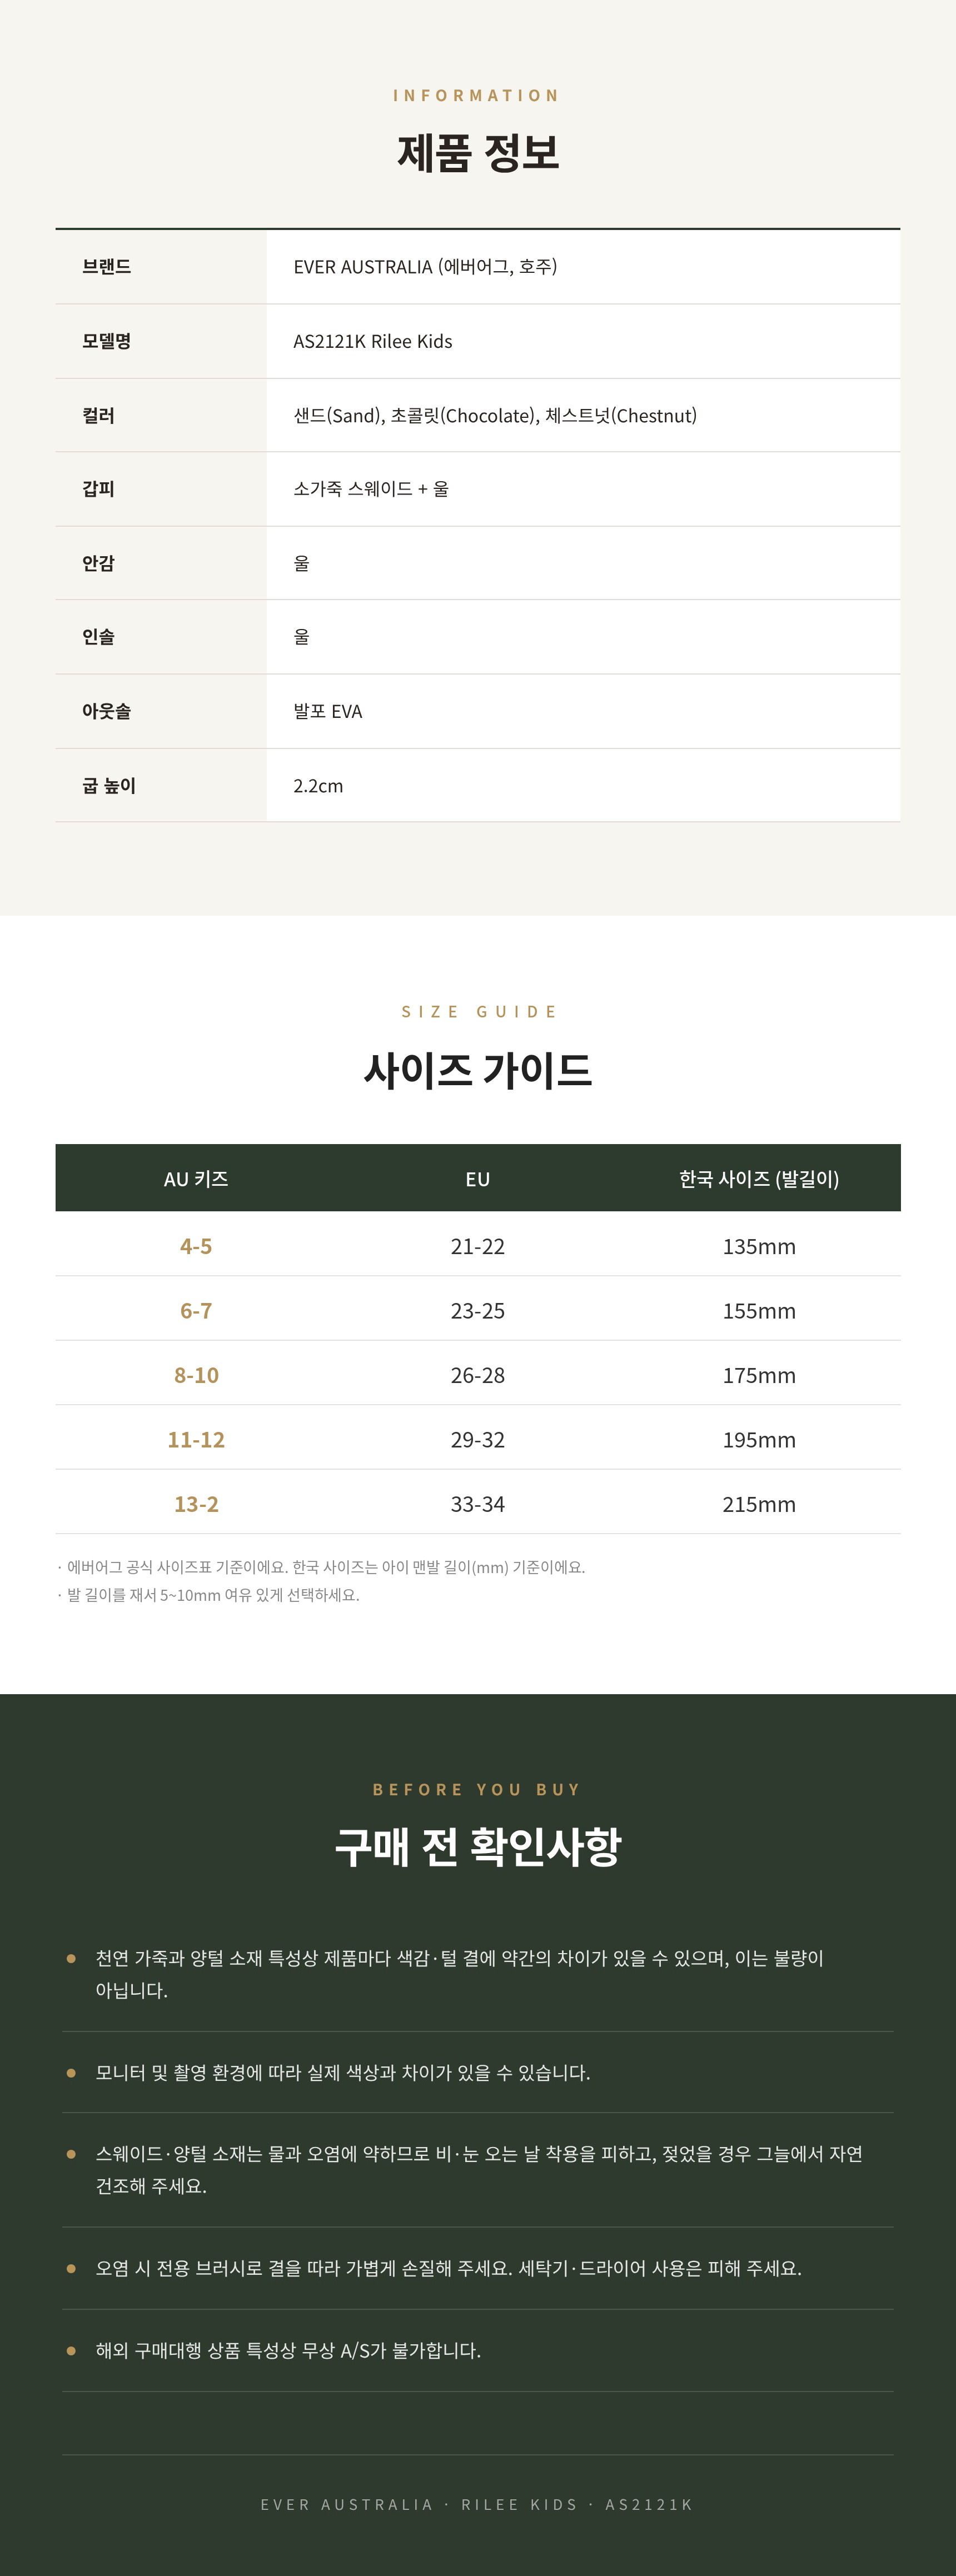 INFORMATION
제품 정보
브랜드 EVER AUSTRALIA (에버어그, 호주)
모델명 AS2121K Rilee Kids
컬러 샌드(Sand), 초콜릿(Chocolate), 체스트넛(Chestnut)
갑피 소가죽 스웨이드 + 울
안감 울
인솔 울
아웃솔 발포 EVA
굽 높이 2.2cm
SIZE GUIDE
사이즈 가이드
AU 키즈 EU 한국 사이즈 (발길이)
4-5 21-22 135mm
6-7 23-25 155mm
8-10 26-28 175mm
11-12 29-32 195mm
13-2 33-34 215mm
· 에버어그 공식 사이즈표 기준이에요. 한국 사이즈는 아이 맨발 길이(mm) 기준이에요.
· 발 길이를 재서 5~10mm 여유 있게 선택하세요.
BEFORE YOU BUY
구매 전 확인사항
● 천연 가죽과 양털 소재 특성상 제품마다 색감·털 결에 약간의 차이가 있을 수 있으며, 이는 불량이
아닙니다.
● 모니터 및 촬영 환경에 따라 실제 색상과 차이가 있을 수 있습니다.
● 스웨이드·양털 소재는 물과 오염에 약하므로 비·눈 오는 날 착용을 피하고, 젖었을 경우 그늘에서 자연
건조해 주세요.
● 오염 시 전용 브러시로 결을 따라 가볍게 손질해 주세요. 세탁기·드라이어 사용은 피해 주세요.
● 해외 구매대행 상품 특성상 무상 A/S가 불가합니다.
EVER AUSTRALIA · RILEE KIDS · AS2121K